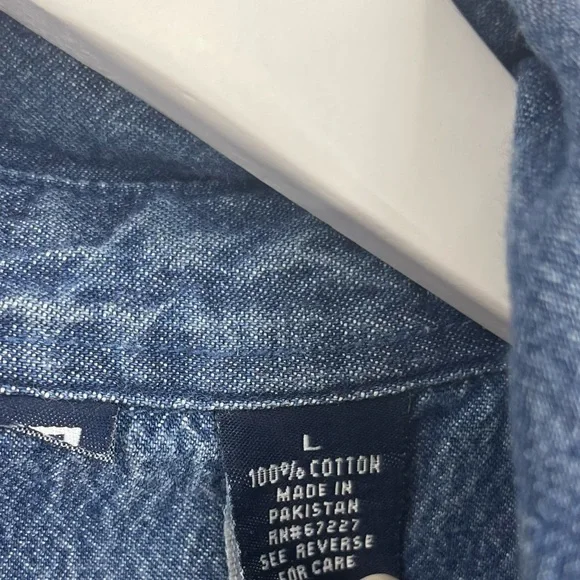 L
100% COTTON
MADE IN
PAKISTAN
RN#67227
SEE REVERSE
FOR CARE